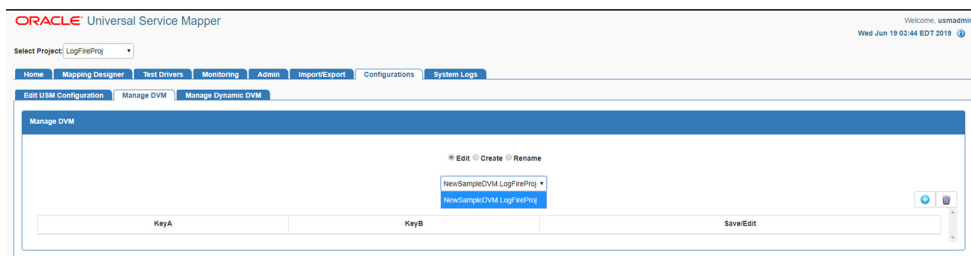 ORACLE® Universal Service Mapper
Welcome, usmadmin
Wed Jun 19 03:44 EDT 2019
Select Project: LogFireProj
Home Mapping Designer Test Drivers Monitoring Admin Import/Export Configurations System Logs
Edit USM Configuration Manage DVM Manage Dynamic DVM
Manage DVM
Edit Create Rename
NewSampleDVM.LogFireProj
NewSampleDVM.LogFireProj
KeyA KeyB Save/Edit